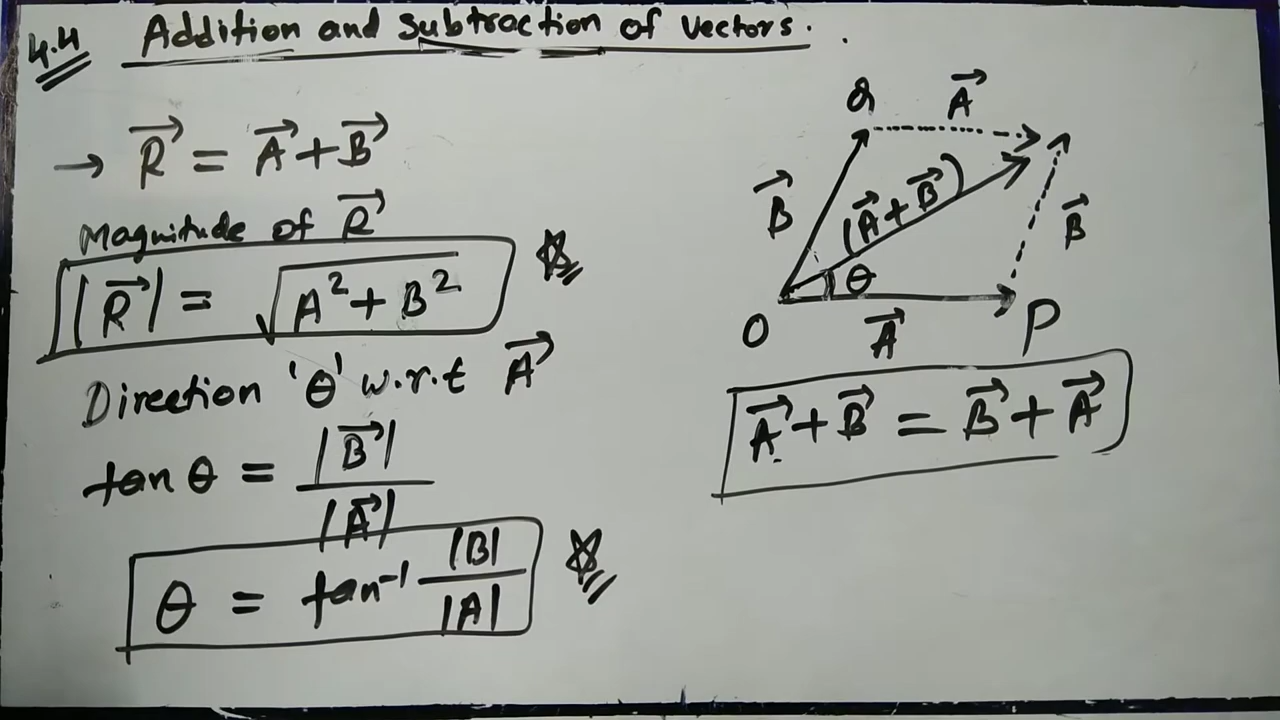 4.4 Addition and subtraction of vectors.
→ R⃗ = A⃗ + B⃗
Magnitude of R⃗
|R⃗| = √(A² + B²)
Direction 'θ' w.r.t A⃗
tan θ = |B⃗| / |A⃗|
θ = tan⁻¹ |B| / |A|
Q A⃗
B⃗ (A⃗ + B⃗) B⃗
θ
O A⃗ P
A⃗ + B⃗ = B⃗ + A⃗